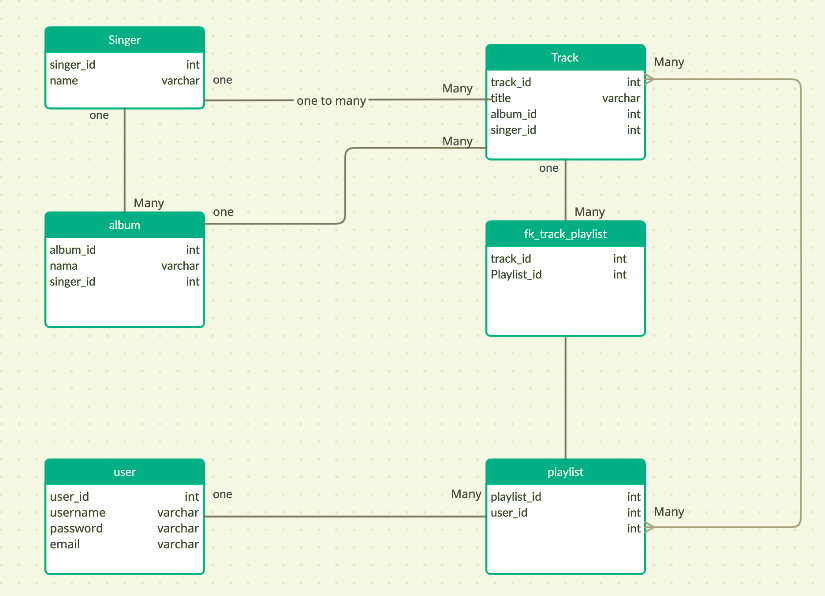 Singer
singer_id int
name varchar
one
one
one to many
Many
Track
track_id int
title varchar
album_id int
singer_id int
Many
Many
one
Many
Many
one
album
album_id int
nama varchar
singer_id int
fk_track_playlist
track_id int
Playlist_id int
user
user_id int
username varchar
password varchar
email varchar
one
Many
playlist
playlist_id int
user_id int
int
Many